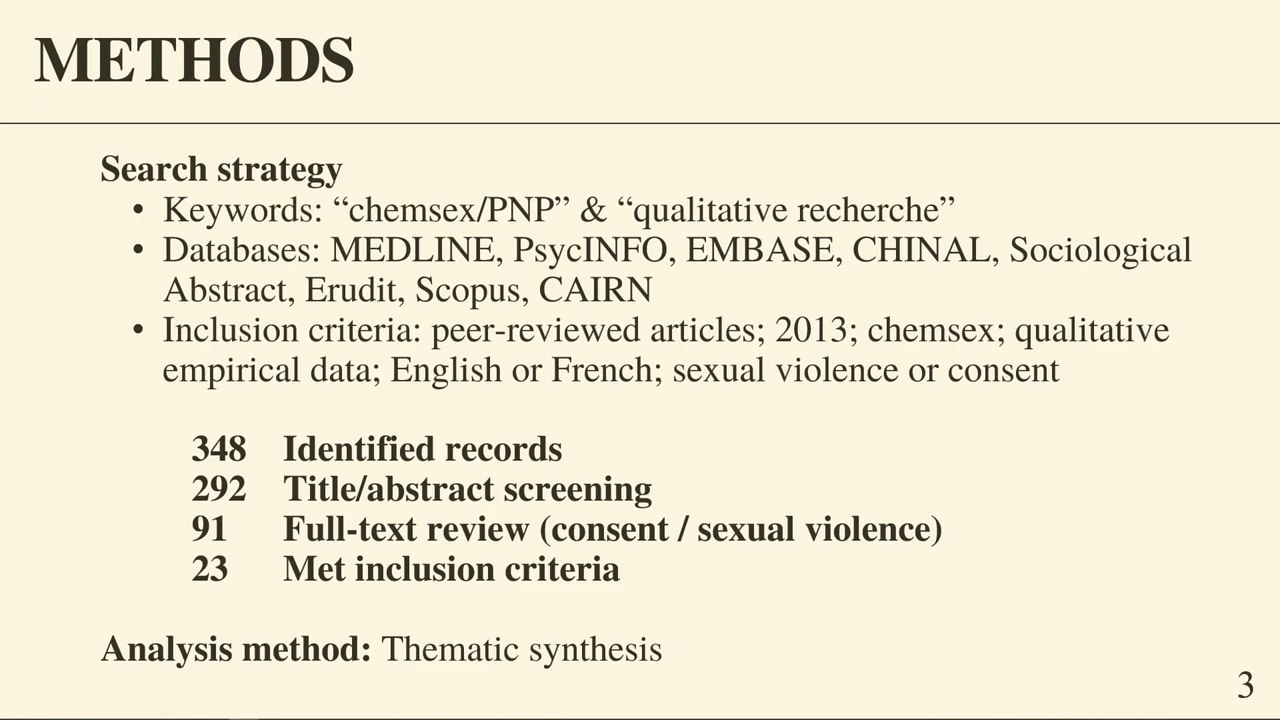 METHODS
Search strategy
• Keywords: “chemsex/PNP” & “qualitative recherche”
• Databases: MEDLINE, PsycINFO, EMBASE, CHINAL, Sociological
Abstract, Erudit, Scopus, CAIRN
• Inclusion criteria: peer-reviewed articles; 2013; chemsex; qualitative
empirical data; English or French; sexual violence or consent
348 Identified records
292 Title/abstract screening
91 Full-text review (consent / sexual violence)
23 Met inclusion criteria
Analysis method: Thematic synthesis
3